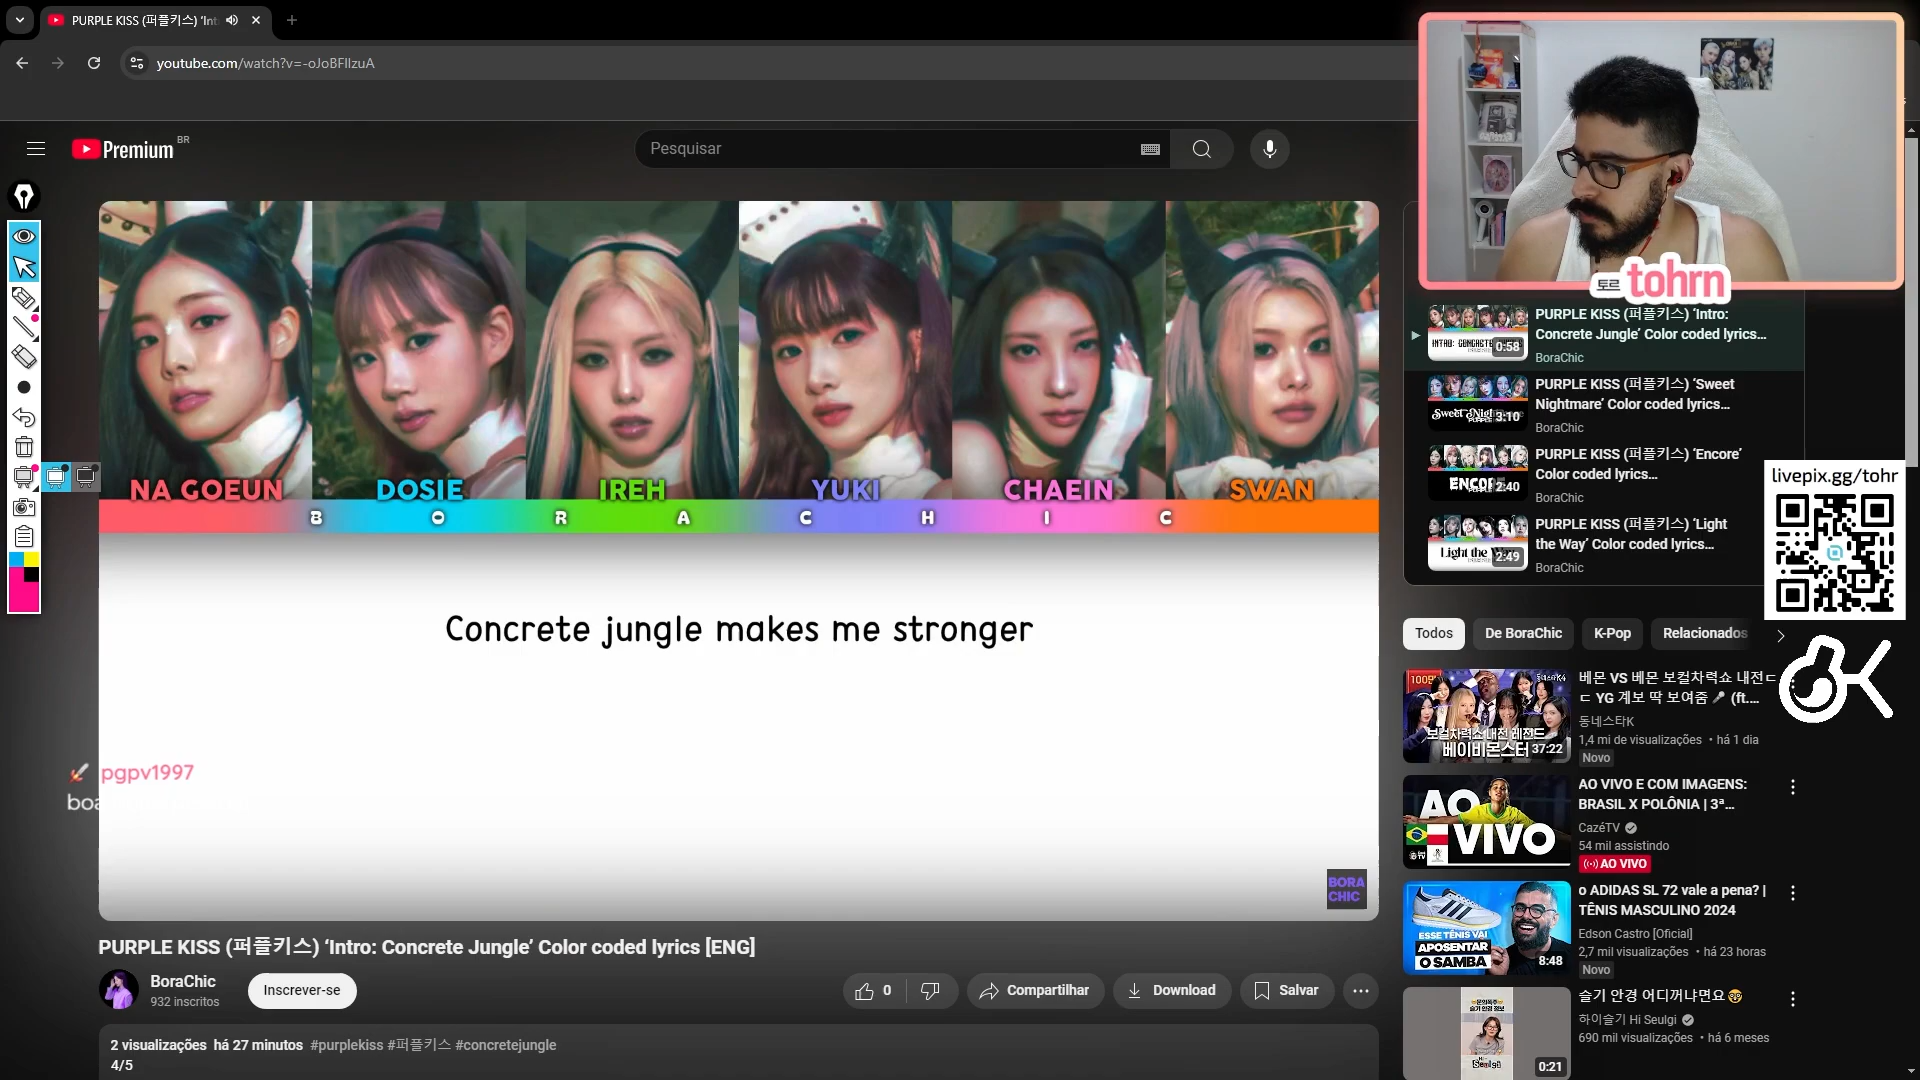 PURPLE KISS (퍼플키스) ‘Int
youtube.com/watch?v=-oJoBFIlzuA
Premium BR
Pesquisar
NA GOEUN DOSIE IREH YUKI CHAEIN SWAN
B O R A C H I C
Concrete jungle makes me stronger
pgpv1997
BORA
CHIC
PURPLE KISS (퍼플키스) ‘Intro: Concrete Jungle’ Color coded lyrics [ENG]
BoraChic
932 inscritos
Inscrever-se
0
Compartilhar
Download
Salvar
2 visualizações há 27 minutos #purplekiss #퍼플키스 #concretejungle
4/5
토르 tohrn
PURPLE KISS (퍼플키스) ‘Intro:
Concrete Jungle’ Color coded lyrics...
BoraChic
0:58
PURPLE KISS (퍼플키스) ‘Sweet
Nightmare’ Color coded lyrics...
BoraChic
3:10
PURPLE KISS (퍼플키스) ‘Encore’
Color coded lyrics...
BoraChic
2:40
PURPLE KISS (퍼플키스) ‘Light
the Way’ Color coded lyrics...
BoraChic
Light the
2:49
livepix.gg/tohr
Todos De BoraChic K-Pop Relacionados
OK
베몬 VS 베몬 보컬차력쇼 내전ㄷ
ㄷ YG 계보 딱 보여줌 🎤 (ft....
동네스타K
1,4 mi de visualizações • há 1 dia
Novo
보컬차력쇼 내전 레전드
베이비몬스터
37:22
AO VIVO E COM IMAGENS:
BRASIL X POLÔNIA | 3ª...
CazéTV
54 mil assistindo
AO VIVO
AO
VIVO
o ADIDAS SL 72 vale a pena? |
TÊNIS MASCULINO 2024
Edson Castro [Oficial]
2,7 mil visualizações • há 23 horas
Novo
ESSE TÊNIS VAI
APOSENTAR
O SAMBA
8:48
슬기 안경 어디꺼냐면요🤓
하이슬기 Hi Seulgi
690 mil visualizações • há 6 meses
Seulgi
0:21